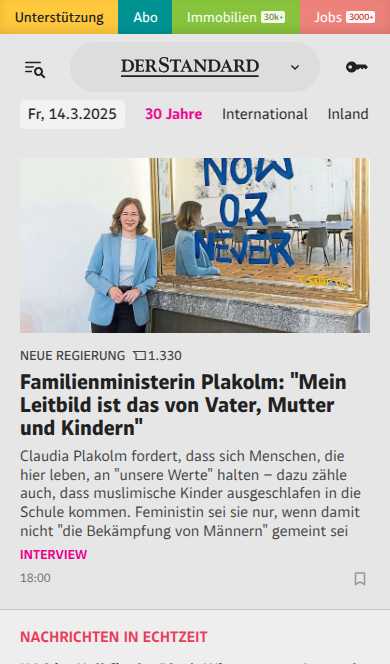 Unterstützung Abo Immobilien 30k+ Jobs 3000+
DERSTANDARD
Fr, 14.3.2025 30 Jahre International Inland
NOW
OR
NEVER
NEUE REGIERUNG 1.330
Familienministerin Plakolm: "Mein
Leitbild ist das von Vater, Mutter
und Kindern"
Claudia Plakolm fordert, dass sich Menschen, die
hier leben, an "unsere Werte" halten – dazu zähle
auch, dass muslimische Kinder ausgeschlafen in die
Schule kommen. Feministin sei sie nur, wenn damit
nicht "die Bekämpfung von Männern" gemeint sei
INTERVIEW
18:00
NACHRICHTEN IN ECHTZEIT